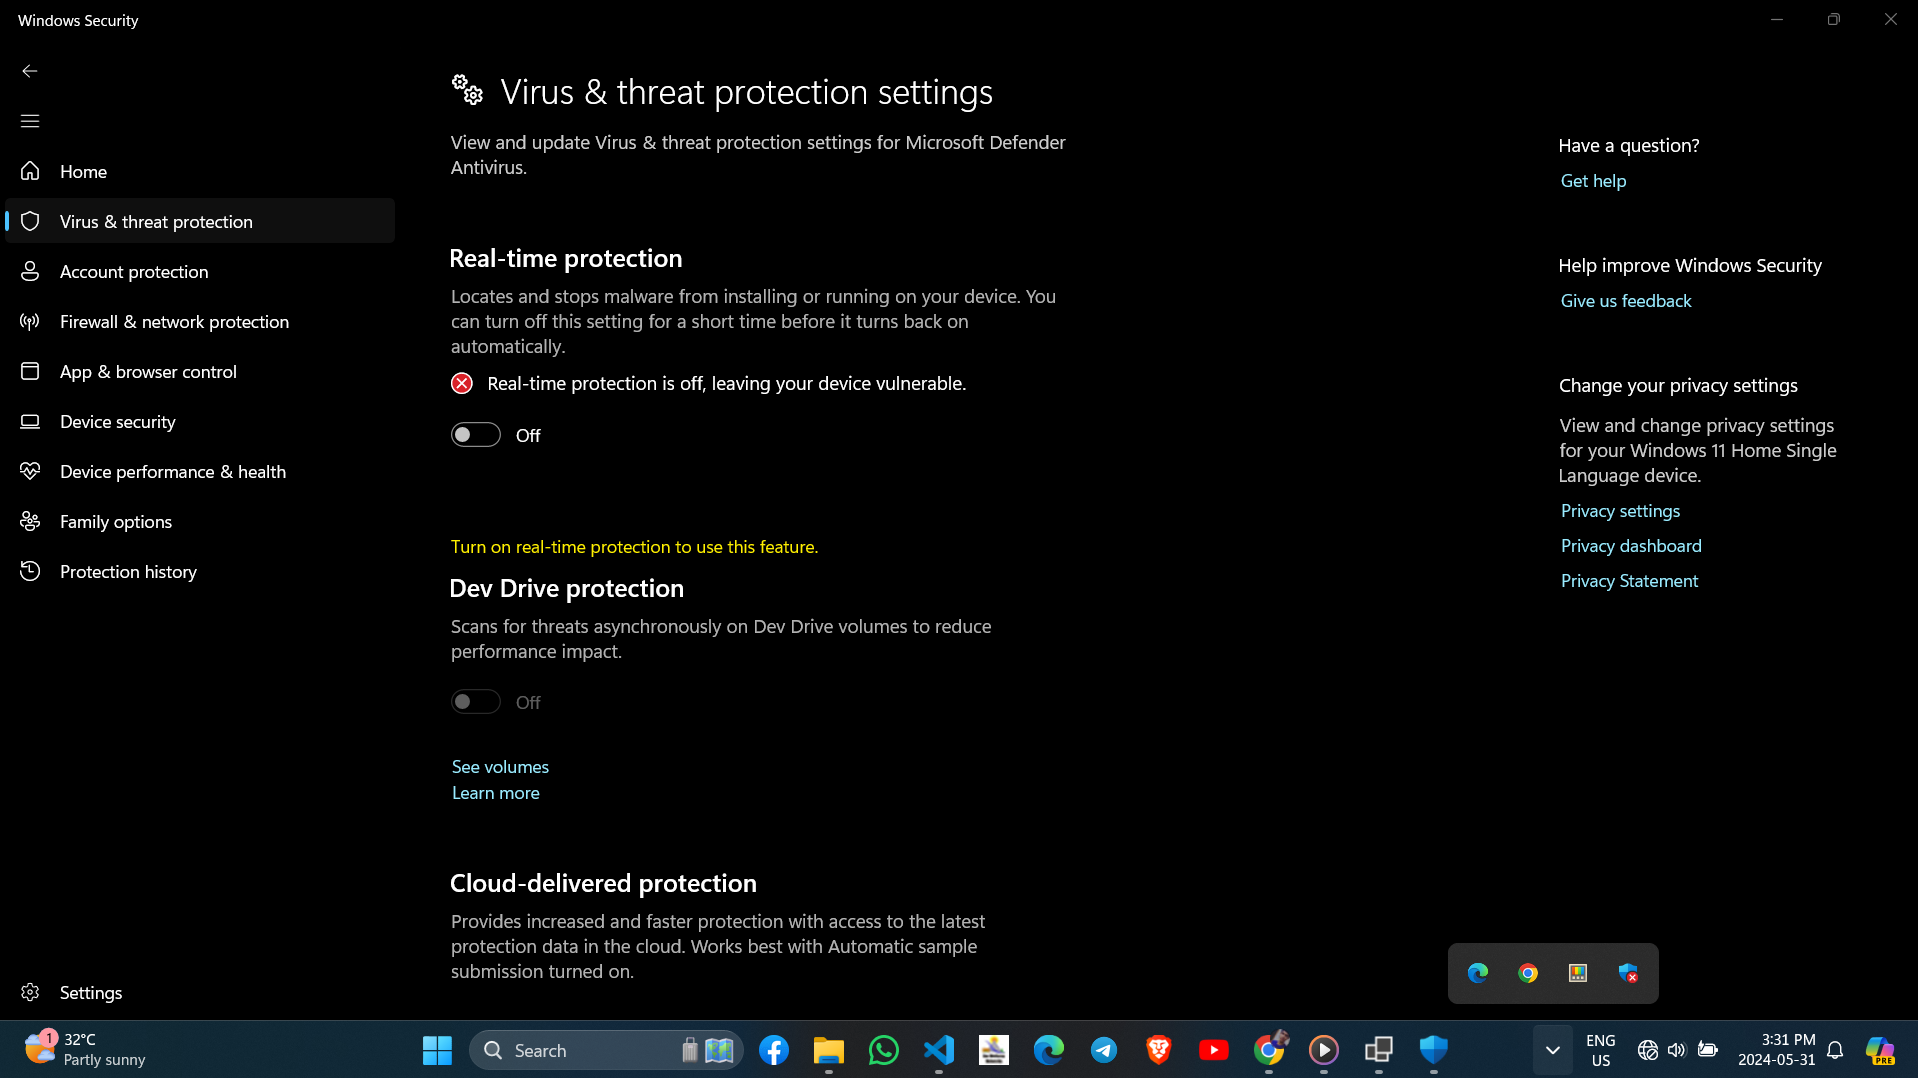 Windows Security
Home
Virus & threat protection
Account protection
Firewall & network protection
App & browser control
Device security
Device performance & health
Family options
Protection history
Settings
Virus & threat protection settings
View and update Virus & threat protection settings for Microsoft Defender
Antivirus.
Real-time protection
Locates and stops malware from installing or running on your device. You
can turn off this setting for a short time before it turns back on
automatically.
Real-time protection is off, leaving your device vulnerable.
Off
Turn on real-time protection to use this feature.
Dev Drive protection
Scans for threats asynchronously on Dev Drive volumes to reduce
performance impact.
Off
See volumes
Learn more
Cloud-delivered protection
Provides increased and faster protection with access to the latest
protection data in the cloud. Works best with Automatic sample
submission turned on.
Have a question?
Get help
Help improve Windows Security
Give us feedback
Change your privacy settings
View and change privacy settings
for your Windows 11 Home Single
Language device.
Privacy settings
Privacy dashboard
Privacy Statement
1
32°C
Partly sunny
Search
ENG
US
3:31 PM
2024-05-31
PRE